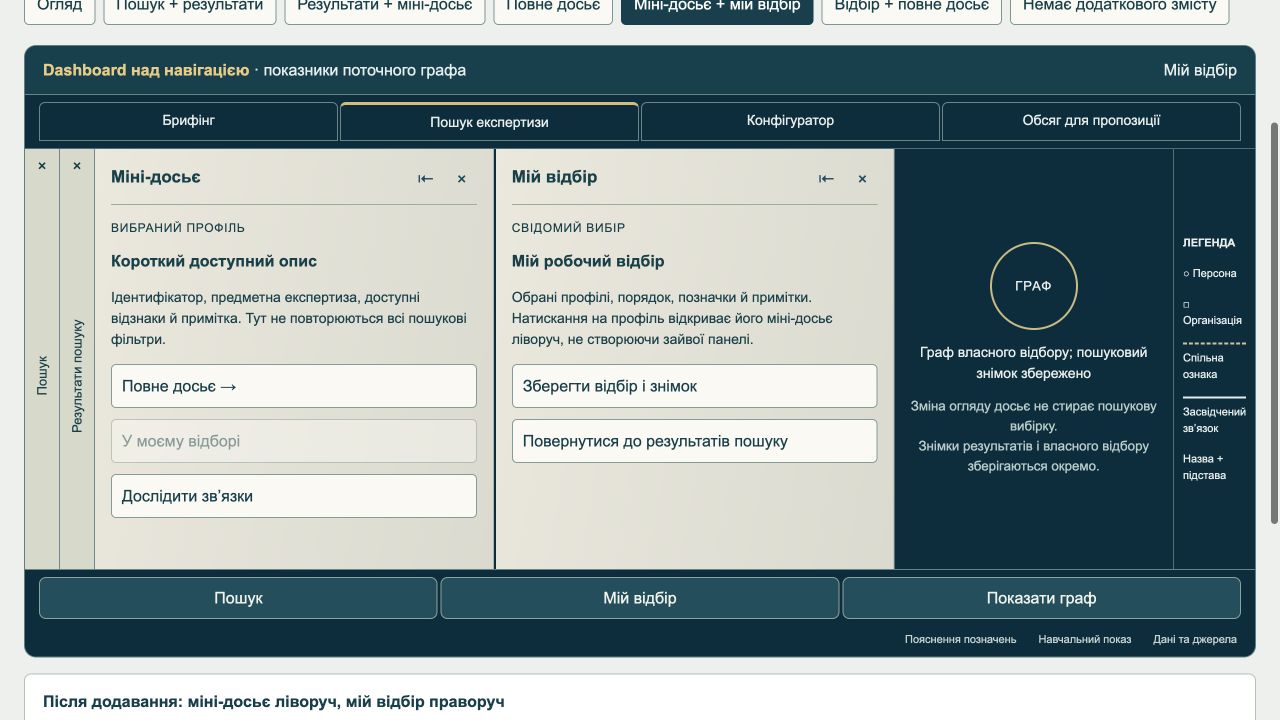 Огляд
Пошук + результати
Результати + міні-досьє
Повне досьє
Міні-досьє + мій відбір
Відбір + повне досьє
Немає додаткового змісту
Dashboard над навігацією · показники поточного графа
Мій відбір
Брифінг
Пошук експертизи
Конфігуратор
Обсяг для пропозиції
×
Пошук
×
Результати пошуку
Міні-досьє
⇤ ×
ВИБРАНИЙ ПРОФІЛЬ
Короткий доступний опис
Ідентифікатор, предметна експертиза, доступні
відзнаки й примітка. Тут не повторюються всі пошукові
фільтри.
Повне досьє →
У моєму відборі
Дослідити зв’язки
Мій відбір
⇤ ×
СВІДОМИЙ ВИБІР
Мій робочий відбір
Обрані профілі, порядок, позначки й примітки.
Натискання на профіль відкриває його міні-досьє
ліворуч, не створюючи зайвої панелі.
Зберегти відбір і знімок
Повернутися до результатів пошуку
ГРАФ
Граф власного відбору; пошуковий
знімок збережено
Зміна огляду досьє не стирає пошукову
вибірку.
Знімки результатів і власного відбору
зберігаються окремо.
ЛЕГЕНДА
○ Персона
□
Організація
Спільна
ознака
Засвідчений
зв’язок
Назва +
підстава
Пошук
Мій відбір
Показати граф
Пояснення позначень
Навчальний показ
Дані та джерела
Після додавання: міні-досьє ліворуч, мій відбір праворуч